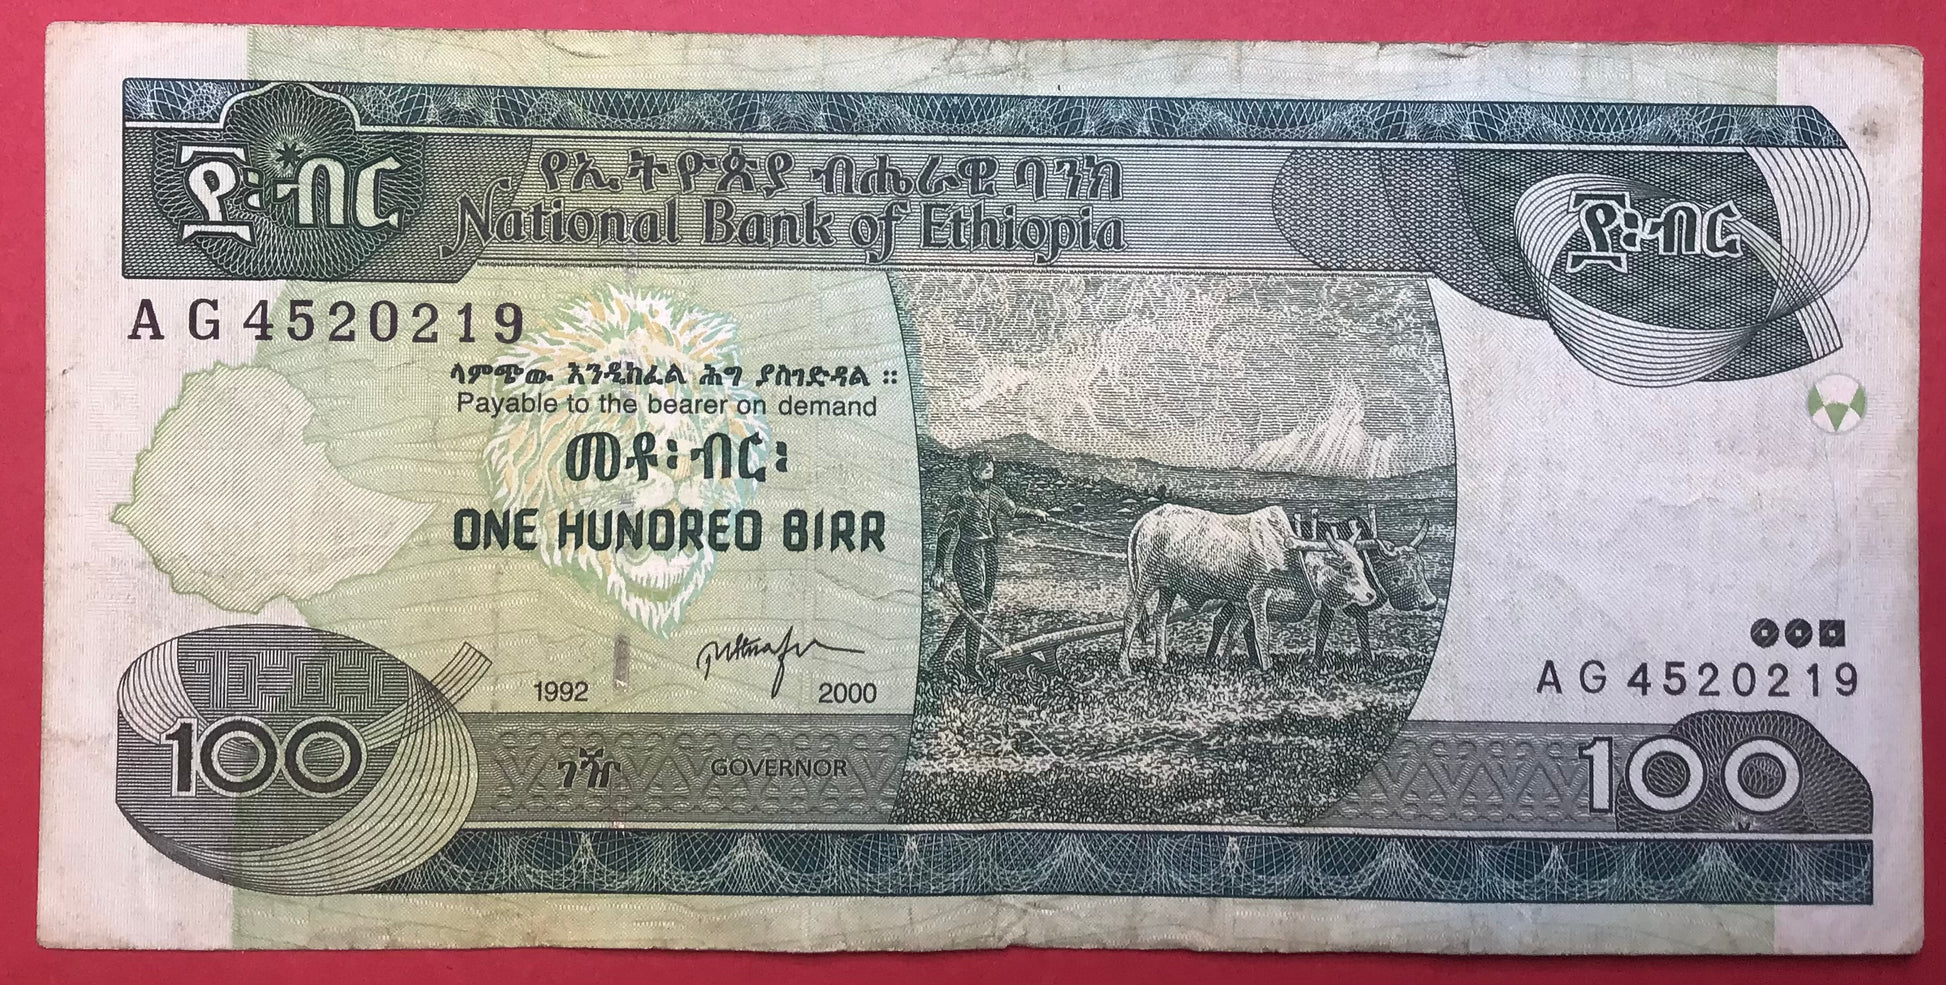 ፻፡ብር
የኢትዮጵያ ብሔራዊ ባንክ
National Bank of Ethiopia
፻፡ብር
AG4520219
ላምጭው እንዲከፈል ሕግ ያስገድዳል ።
Payable to the bearer on demand
መቶ፡ብር፡
ONE HUNDRED BIRR
AG4520219
1992 2000
100
ገዥ GOVERNOR
100